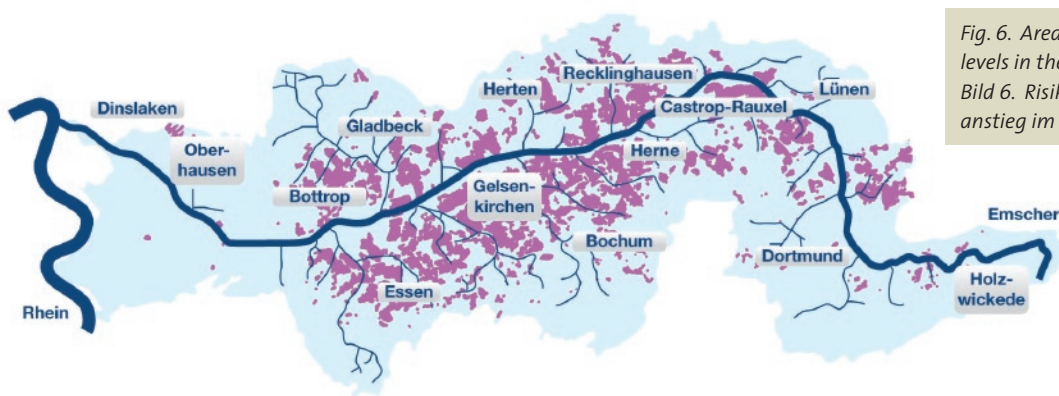 Fig. 6. Area
levels in the
Bild 6. Risi
anstieg im
Dinslaken
Ober-
hausen
Gladbeck
Bottrop
Herten
Recklinghausen
Castrop-Rauxel
Lünen
Herne
Gelsen-
kirchen
Bochum
Essen
Dortmund
Emscher
Holz-
wickede
Rhein